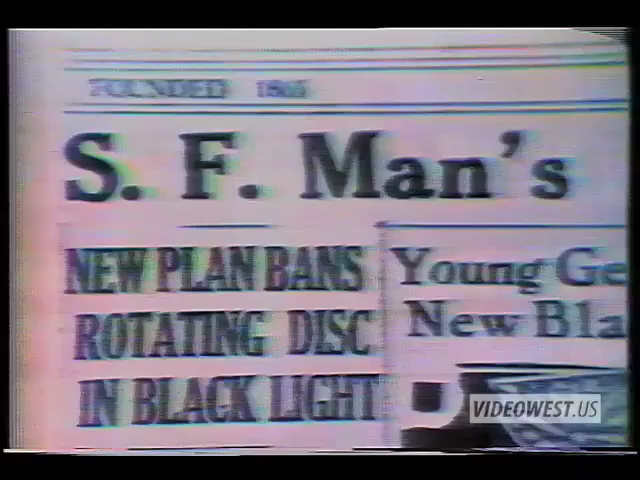 FOUNDED 1865
S. F. Man's
NEW PLAN BANS
ROTATING DISC
IN BLACK LIGHT
Young Ge
New Bla
VIDEOWEST.US